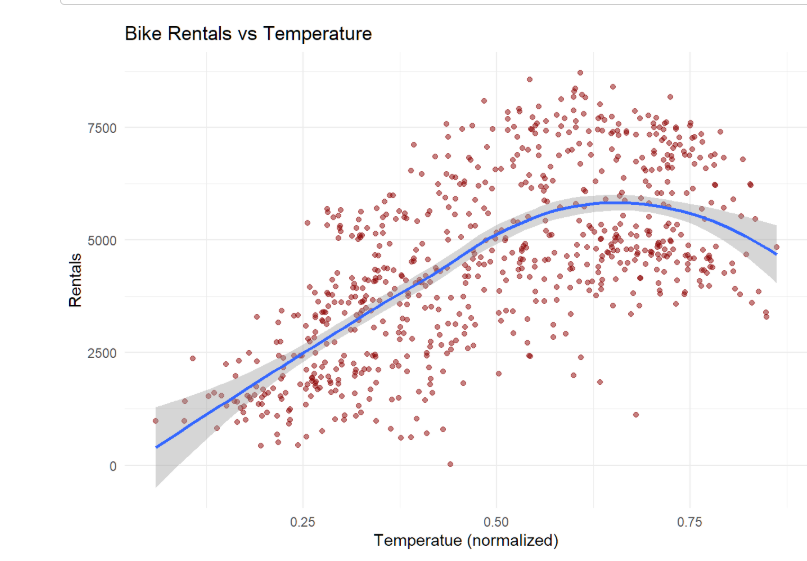 Bike Rentals vs Temperature
7500
5000
2500
0
Rentals
0.25 0.50 0.75
Temperatue (normalized)